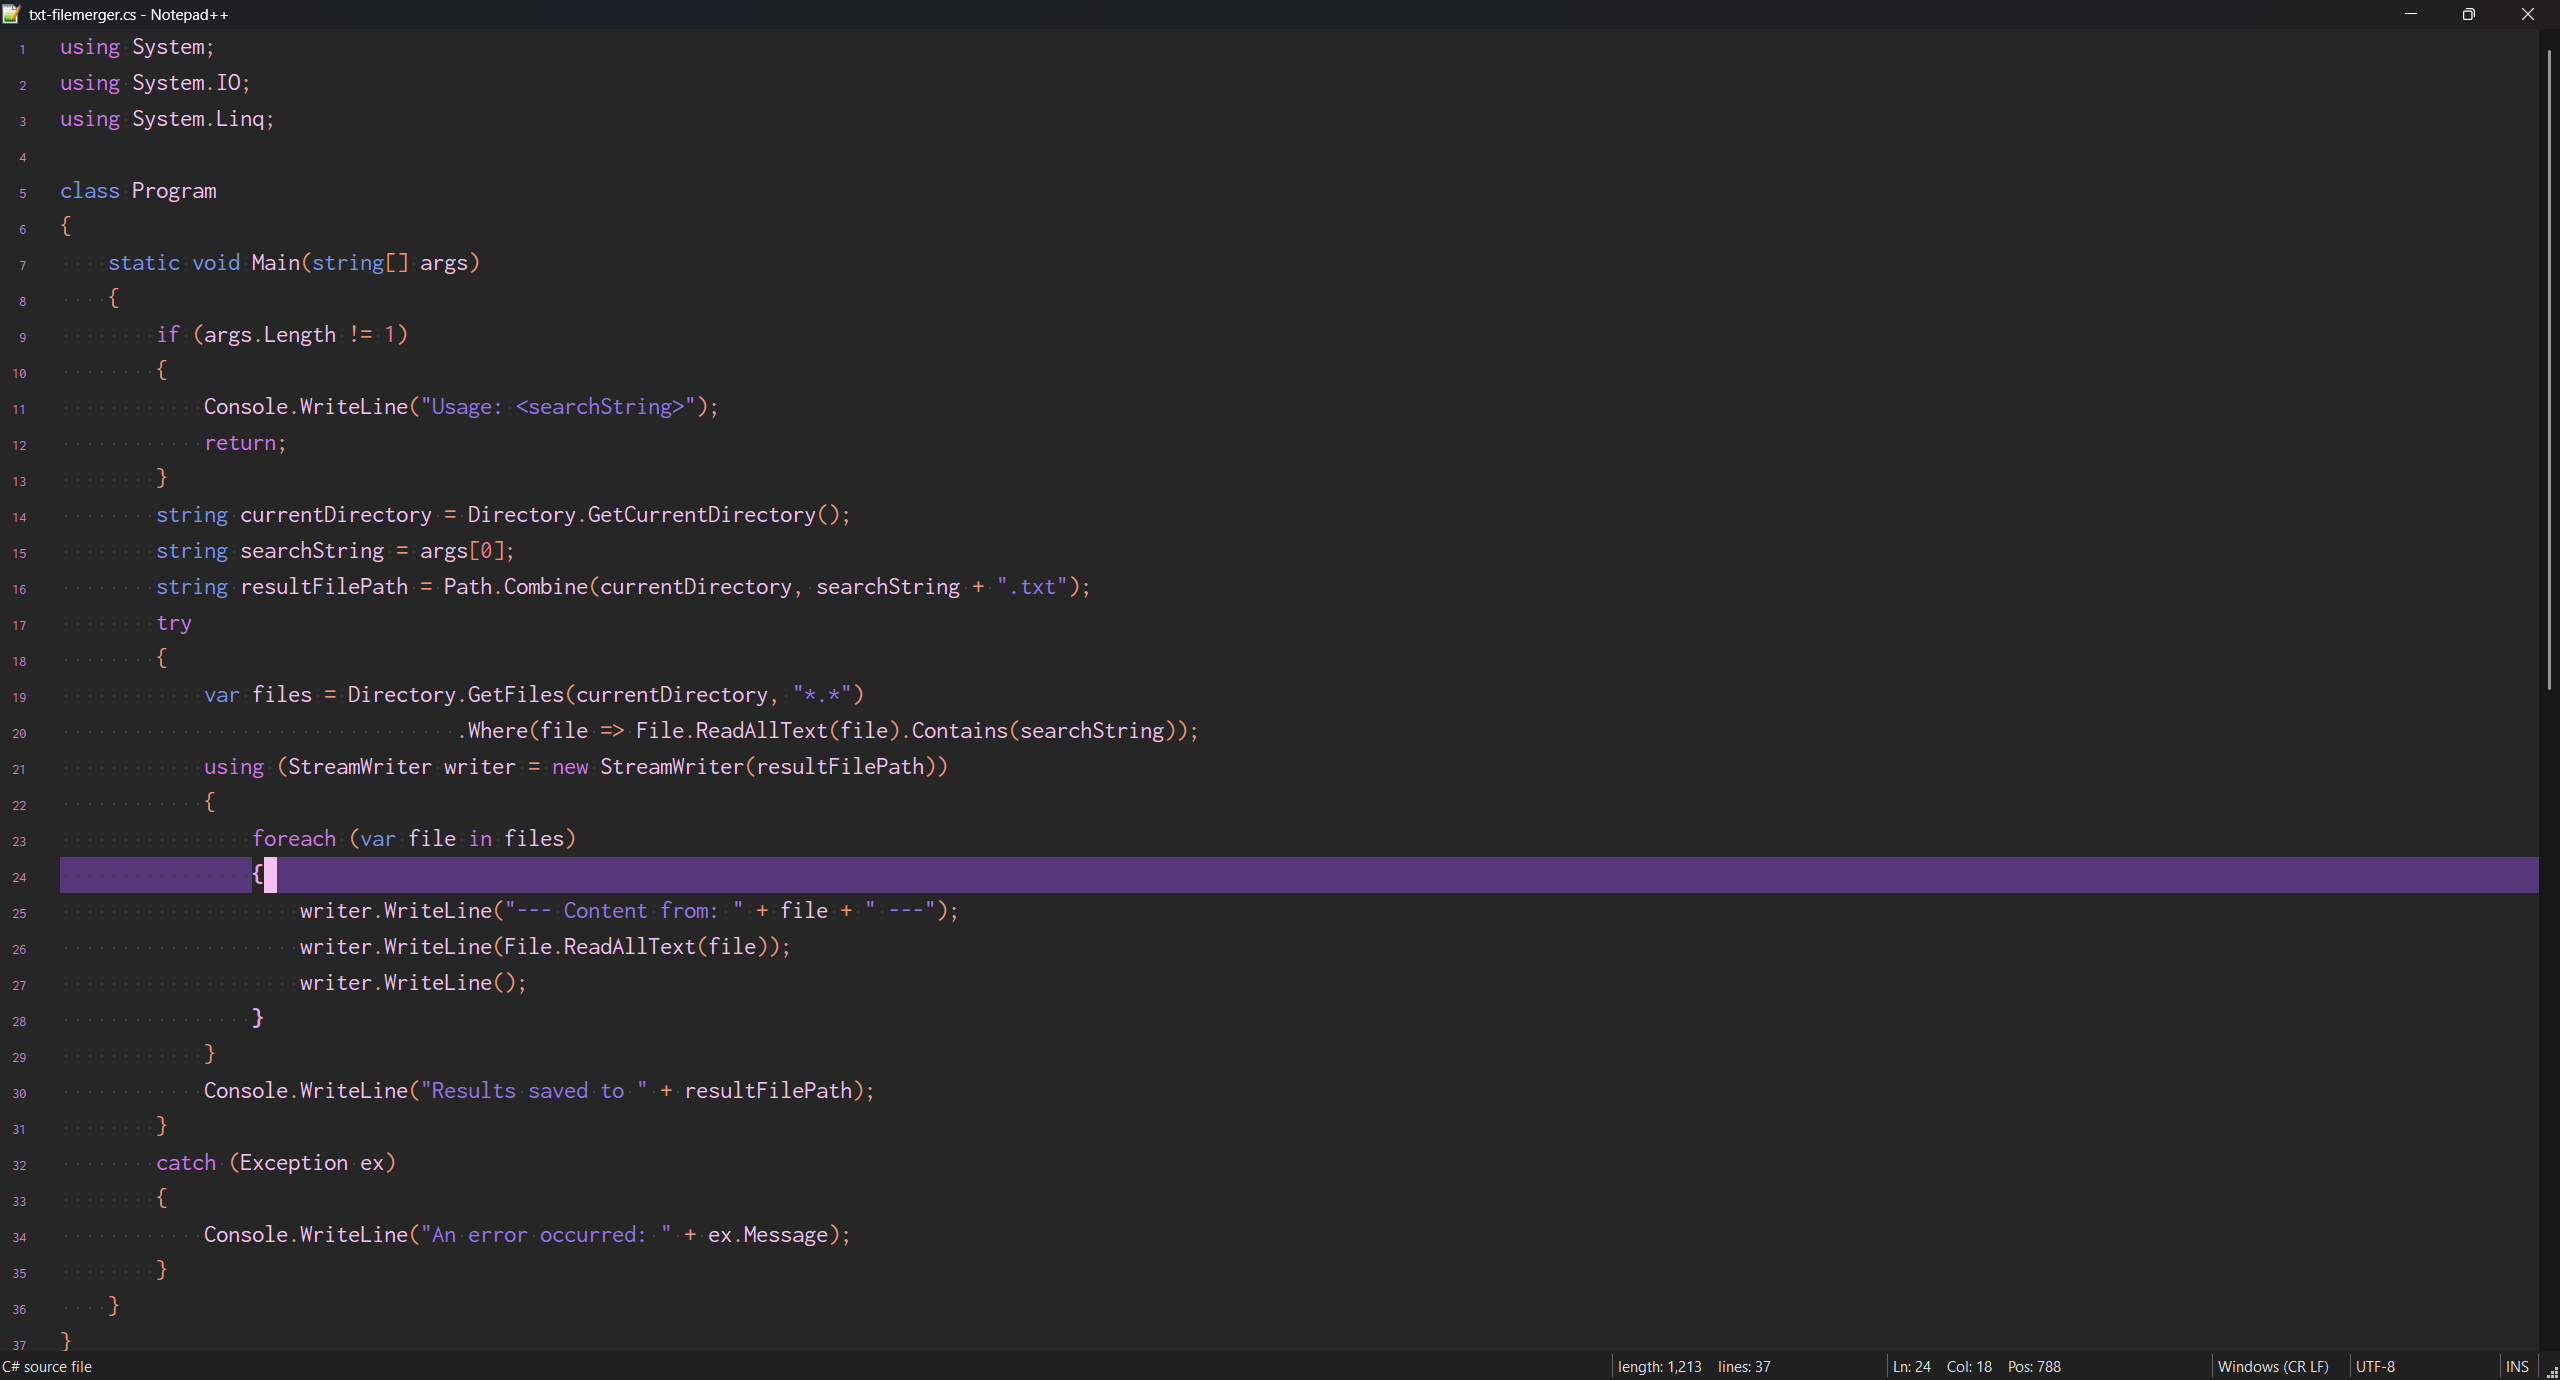 txt-filemerger.cs - Notepad++
1 using System;
2 using System.IO;
3 using System.Linq;
4
5 class Program
6 {
7     static void Main(string[] args)
8     {
9         if (args.Length != 1)
10         {
11             Console.WriteLine("Usage: <searchString>");
12             return;
13         }
14         string currentDirectory = Directory.GetCurrentDirectory();
15         string searchString = args[0];
16         string resultFilePath = Path.Combine(currentDirectory, searchString + ".txt");
17         try
18         {
19             var files = Directory.GetFiles(currentDirectory, "*.*")
20                                  .Where(file => File.ReadAllText(file).Contains(searchString));
21             using (StreamWriter writer = new StreamWriter(resultFilePath))
22             {
23                 foreach (var file in files)
24                 {
25                     writer.WriteLine("--- Content from: " + file + " ---");
26                     writer.WriteLine(File.ReadAllText(file));
27                     writer.WriteLine();
28                 }
29             }
30             Console.WriteLine("Results saved to " + resultFilePath);
31         }
32         catch (Exception ex)
33         {
34             Console.WriteLine("An error occurred: " + ex.Message);
35         }
36     }
37 }
C# source file length: 1,213 lines: 37 Ln: 24 Col: 18 Pos: 788 Windows (CR LF) UTF-8 INS